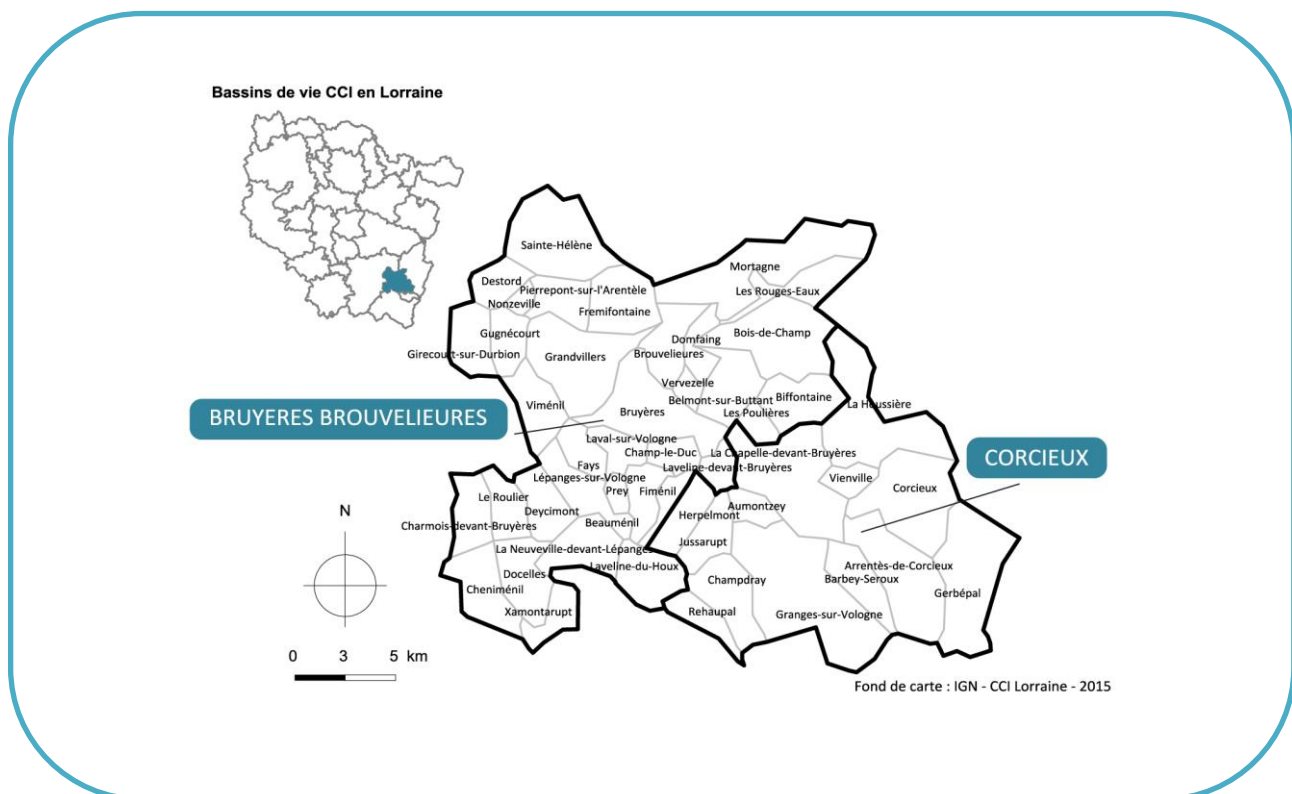 Bassins de vie CCI en Lorraine
Sainte-Hélène
Mortagne
Destord
Pierrepont-sur-l'Arentèle
Les Rouges-Eaux
Nonzeville
Fremifontaine
Gugnécourt
Domfaing
Bois-de-Champ
Girecourt-sur-Durbion
Grandvillers
Brouvelieures
Vervezelle
Belmont-sur-Buttant
Biffontaine
Viménil
Bruyères
Les Poulières
La Houssière
BRUYERES BROUVELIEURES
Laval-sur-Vologne
Champ-le-Duc
La Chapelle-devant-Bruyères
CORCIEUX
Fays
Laveline-devant-Bruyères
Lépanges-sur-Vologne
Vienville
Corcieux
Le Roulier
Prey
Fiménil
Aumontzey
Deycimont
Herpelmont
Charmois-devant-Bruyères
Beauménil
Jussarupt
La Neuveville-devant-Lépanges
Laveline-du-Houx
Arrentès-de-Corcieux
Docelles
Champdray
Barbey-Seroux
Cheniménil
Gerbépal
Xamontarupt
Rehaupal
Granges-sur-Vologne
N
0 3 5 km
Fond de carte : IGN - CCI Lorraine - 2015